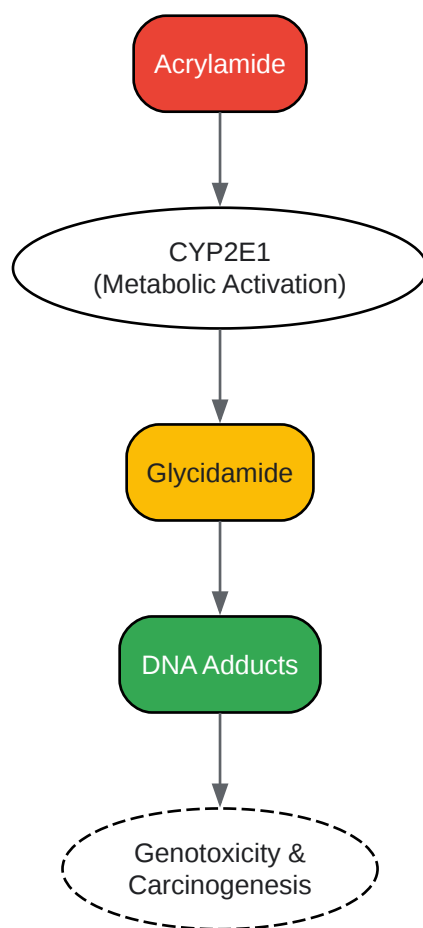 Acrylamide
CYP2E1
(Metabolic Activation)
Glycidamide
DNA Adducts
Genotoxicity &
Carcinogenesis